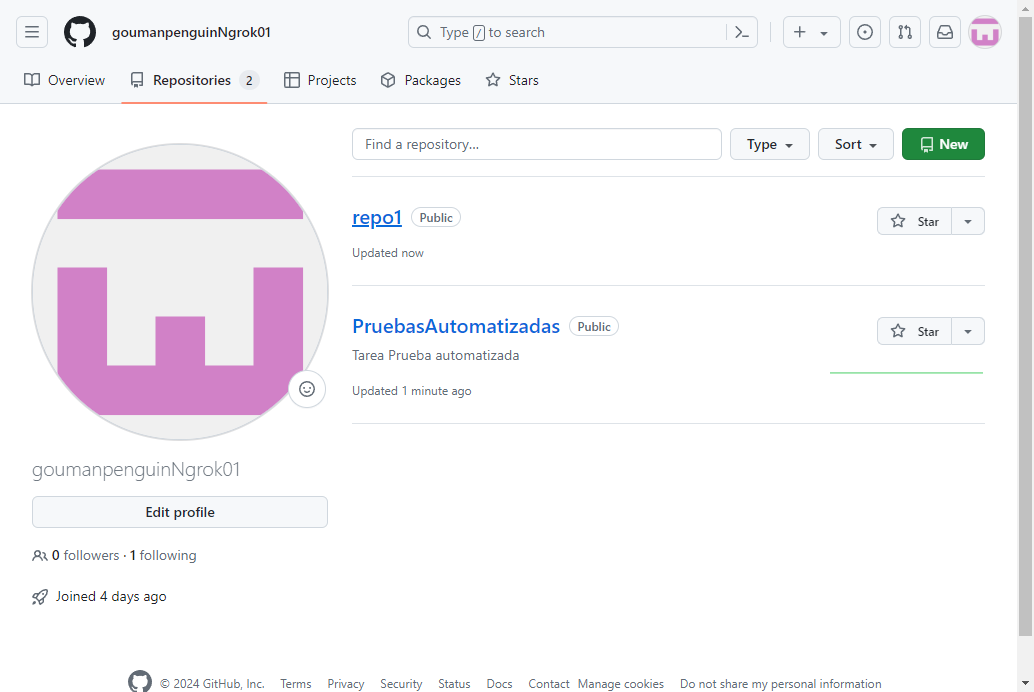 goumanpenguinNgrok01
Type / to search
Overview
Repositories 2
Projects
Packages
Stars
Find a repository...
Type
Sort
New
repo1 Public
Star
Updated now
PruebasAutomatizadas Public
Star
Tarea Prueba automatizada
Updated 1 minute ago
goumanpenguinNgrok01
Edit profile
0 followers · 1 following
Joined 4 days ago
© 2024 GitHub, Inc. Terms Privacy Security Status Docs Contact Manage cookies Do not share my personal information